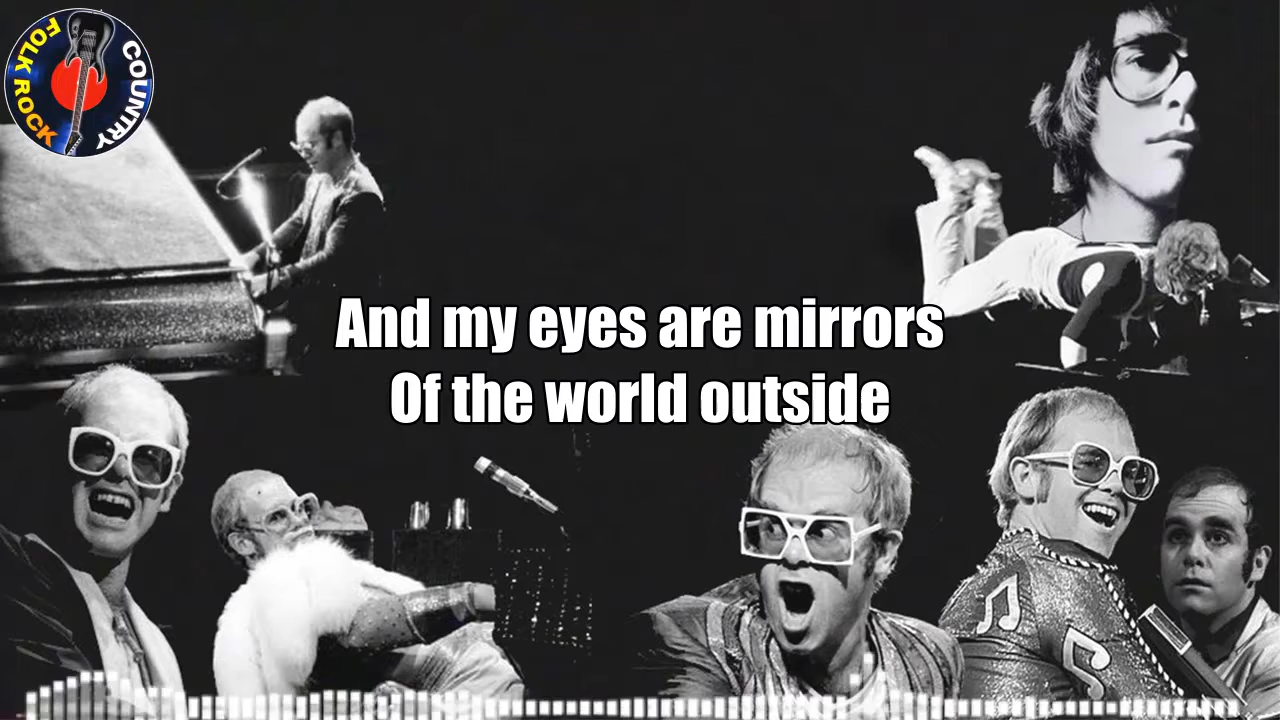 FOLK ROCK
COUNTRY
And my eyes are mirrors
Of the world outside